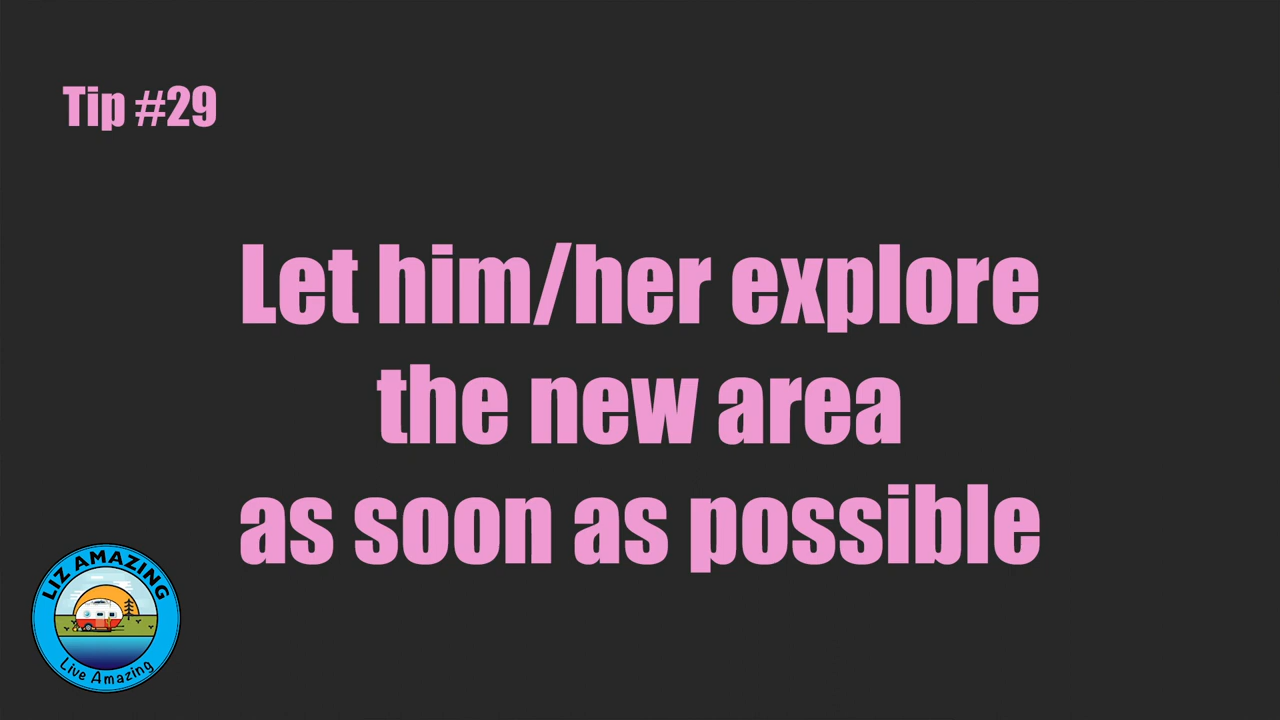 Tip #29
Let him/her explore
the new area
as soon as possible
LIZ AMAZING
Live Amazing